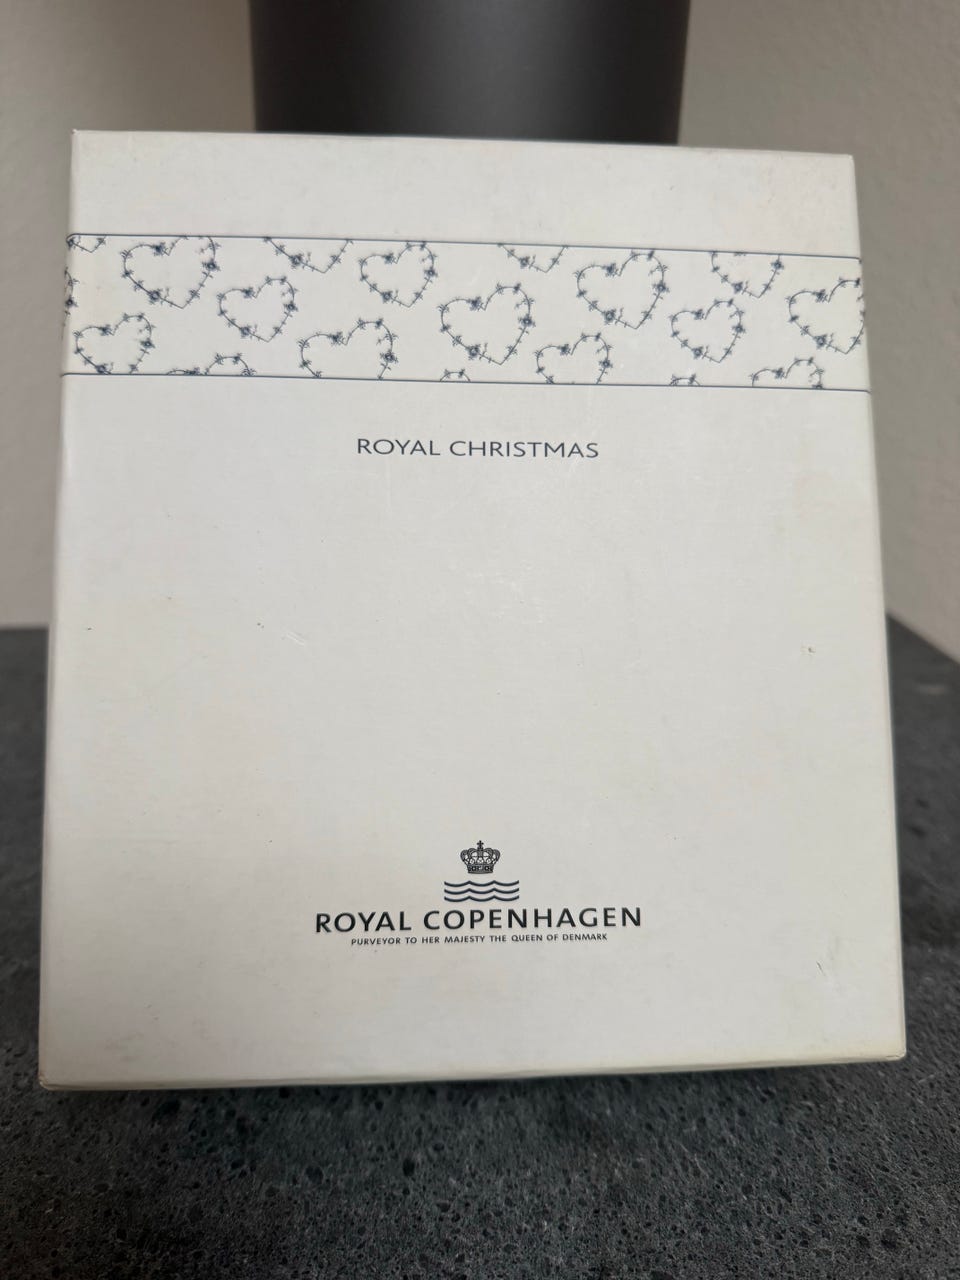 ROYAL CHRISTMAS
ROYAL COPENHAGEN
PURVEYOR TO HER MAJESTY THE QUEEN OF DENMARK